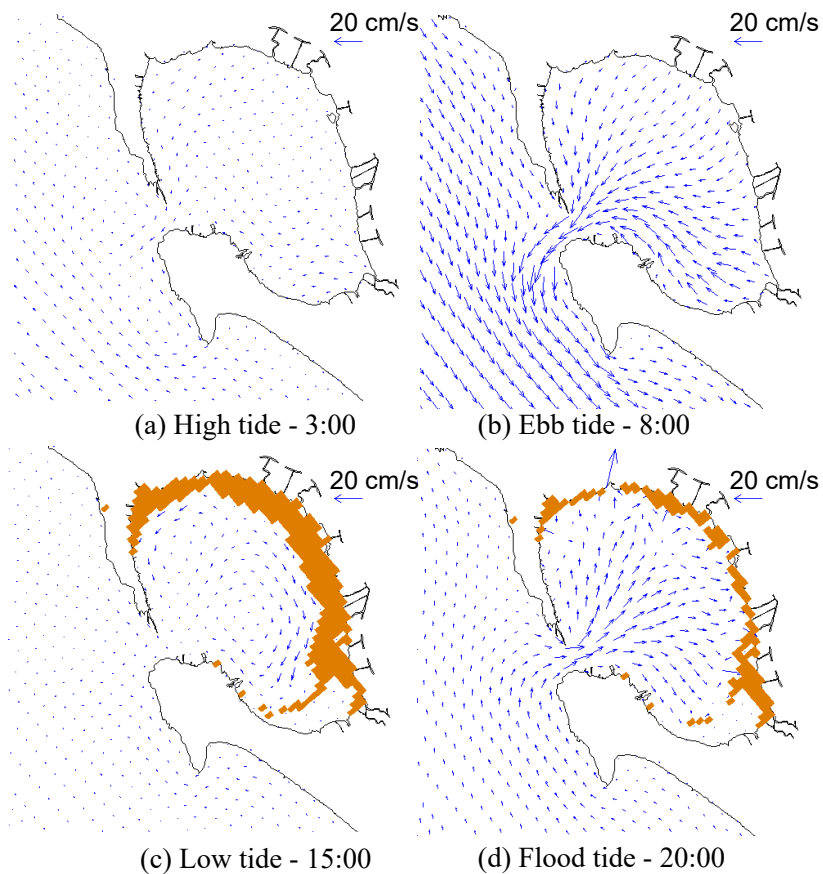 20 cm/s
20 cm/s
(a) High tide - 3:00
(b) Ebb tide - 8:00
20 cm/s
20 cm/s
(c) Low tide - 15:00
(d) Flood tide - 20:00